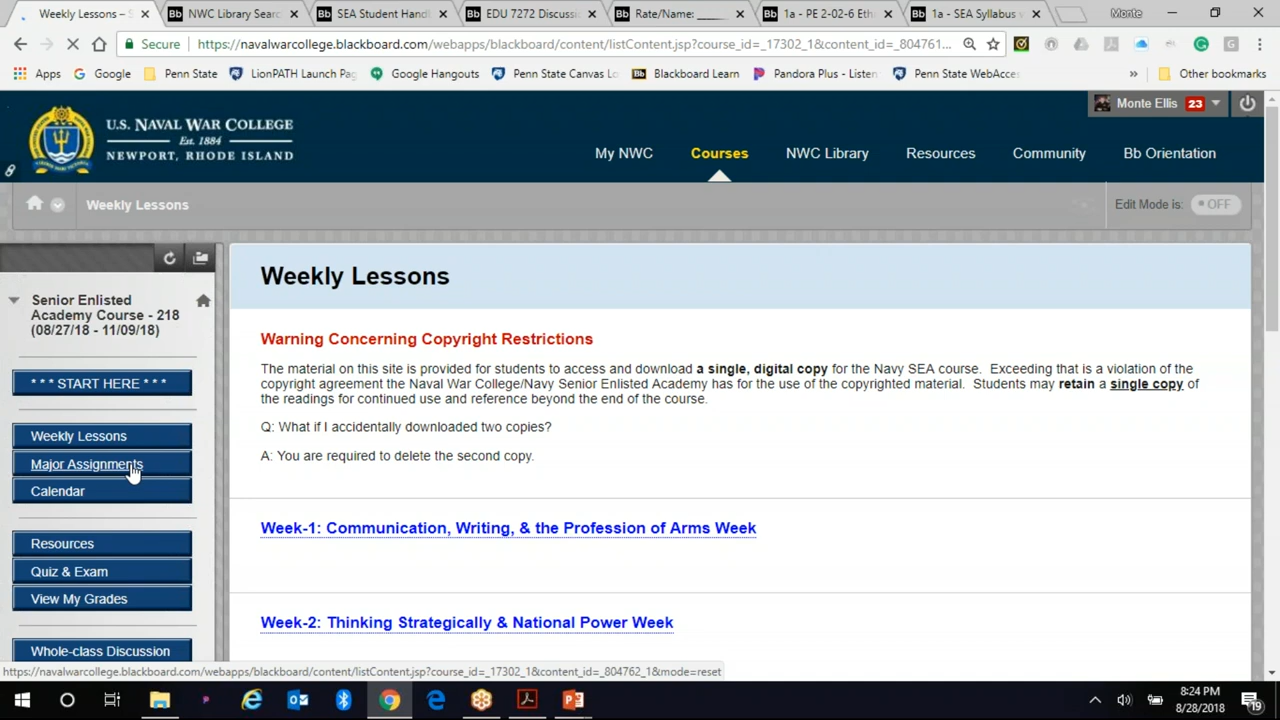 Weekly Lessons – S
NWC Library Sear
SEA Student Handl
EDU 7272 Discussi
Rate/Name: ______
1a - PE 2-02-6 Eth
1a - SEA Syllabus v
Monte
Secure
https://navalwarcollege.blackboard.com/webapps/blackboard/content/listContent.jsp?course_id=_17302_1&content_id=_804761...
Apps
Google
Penn State
LionPATH Launch Pa
Google Hangouts
Penn State Canvas Lo
Blackboard Learn
Pandora Plus - Listen
Penn State WebAcce
»
Other bookmarks
Monte Ellis 23
U.S. NAVAL WAR COLLEGE
Est. 1884
NEWPORT, RHODE ISLAND
My NWC
Courses
NWC Library
Resources
Community
Bb Orientation
Weekly Lessons
Edit Mode is: OFF
Senior Enlisted
Academy Course - 218
(08/27/18 - 11/09/18)
* * * START HERE * * *
Weekly Lessons
Major Assignments
Calendar
Resources
Quiz & Exam
View My Grades
Whole-class Discussion
Weekly Lessons
Warning Concerning Copyright Restrictions
The material on this site is provided for students to access and download a single, digital copy for the Navy SEA course.  Exceeding that is a violation of the
copyright agreement the Naval War College/Navy Senior Enlisted Academy has for the use of the copyrighted material.  Students may retain a single copy of
the readings for continued use and reference beyond the end of the course.
Q: What if I accidentally downloaded two copies?
A: You are required to delete the second copy.
Week-1: Communication, Writing, & the Profession of Arms Week
Week-2: Thinking Strategically & National Power Week
https://navalwarcollege.blackboard.com/webapps/blackboard/content/listContent.jsp?course_id=_17302_1&content_id=_804762_1&mode=reset
8:24 PM
8/28/2018
19